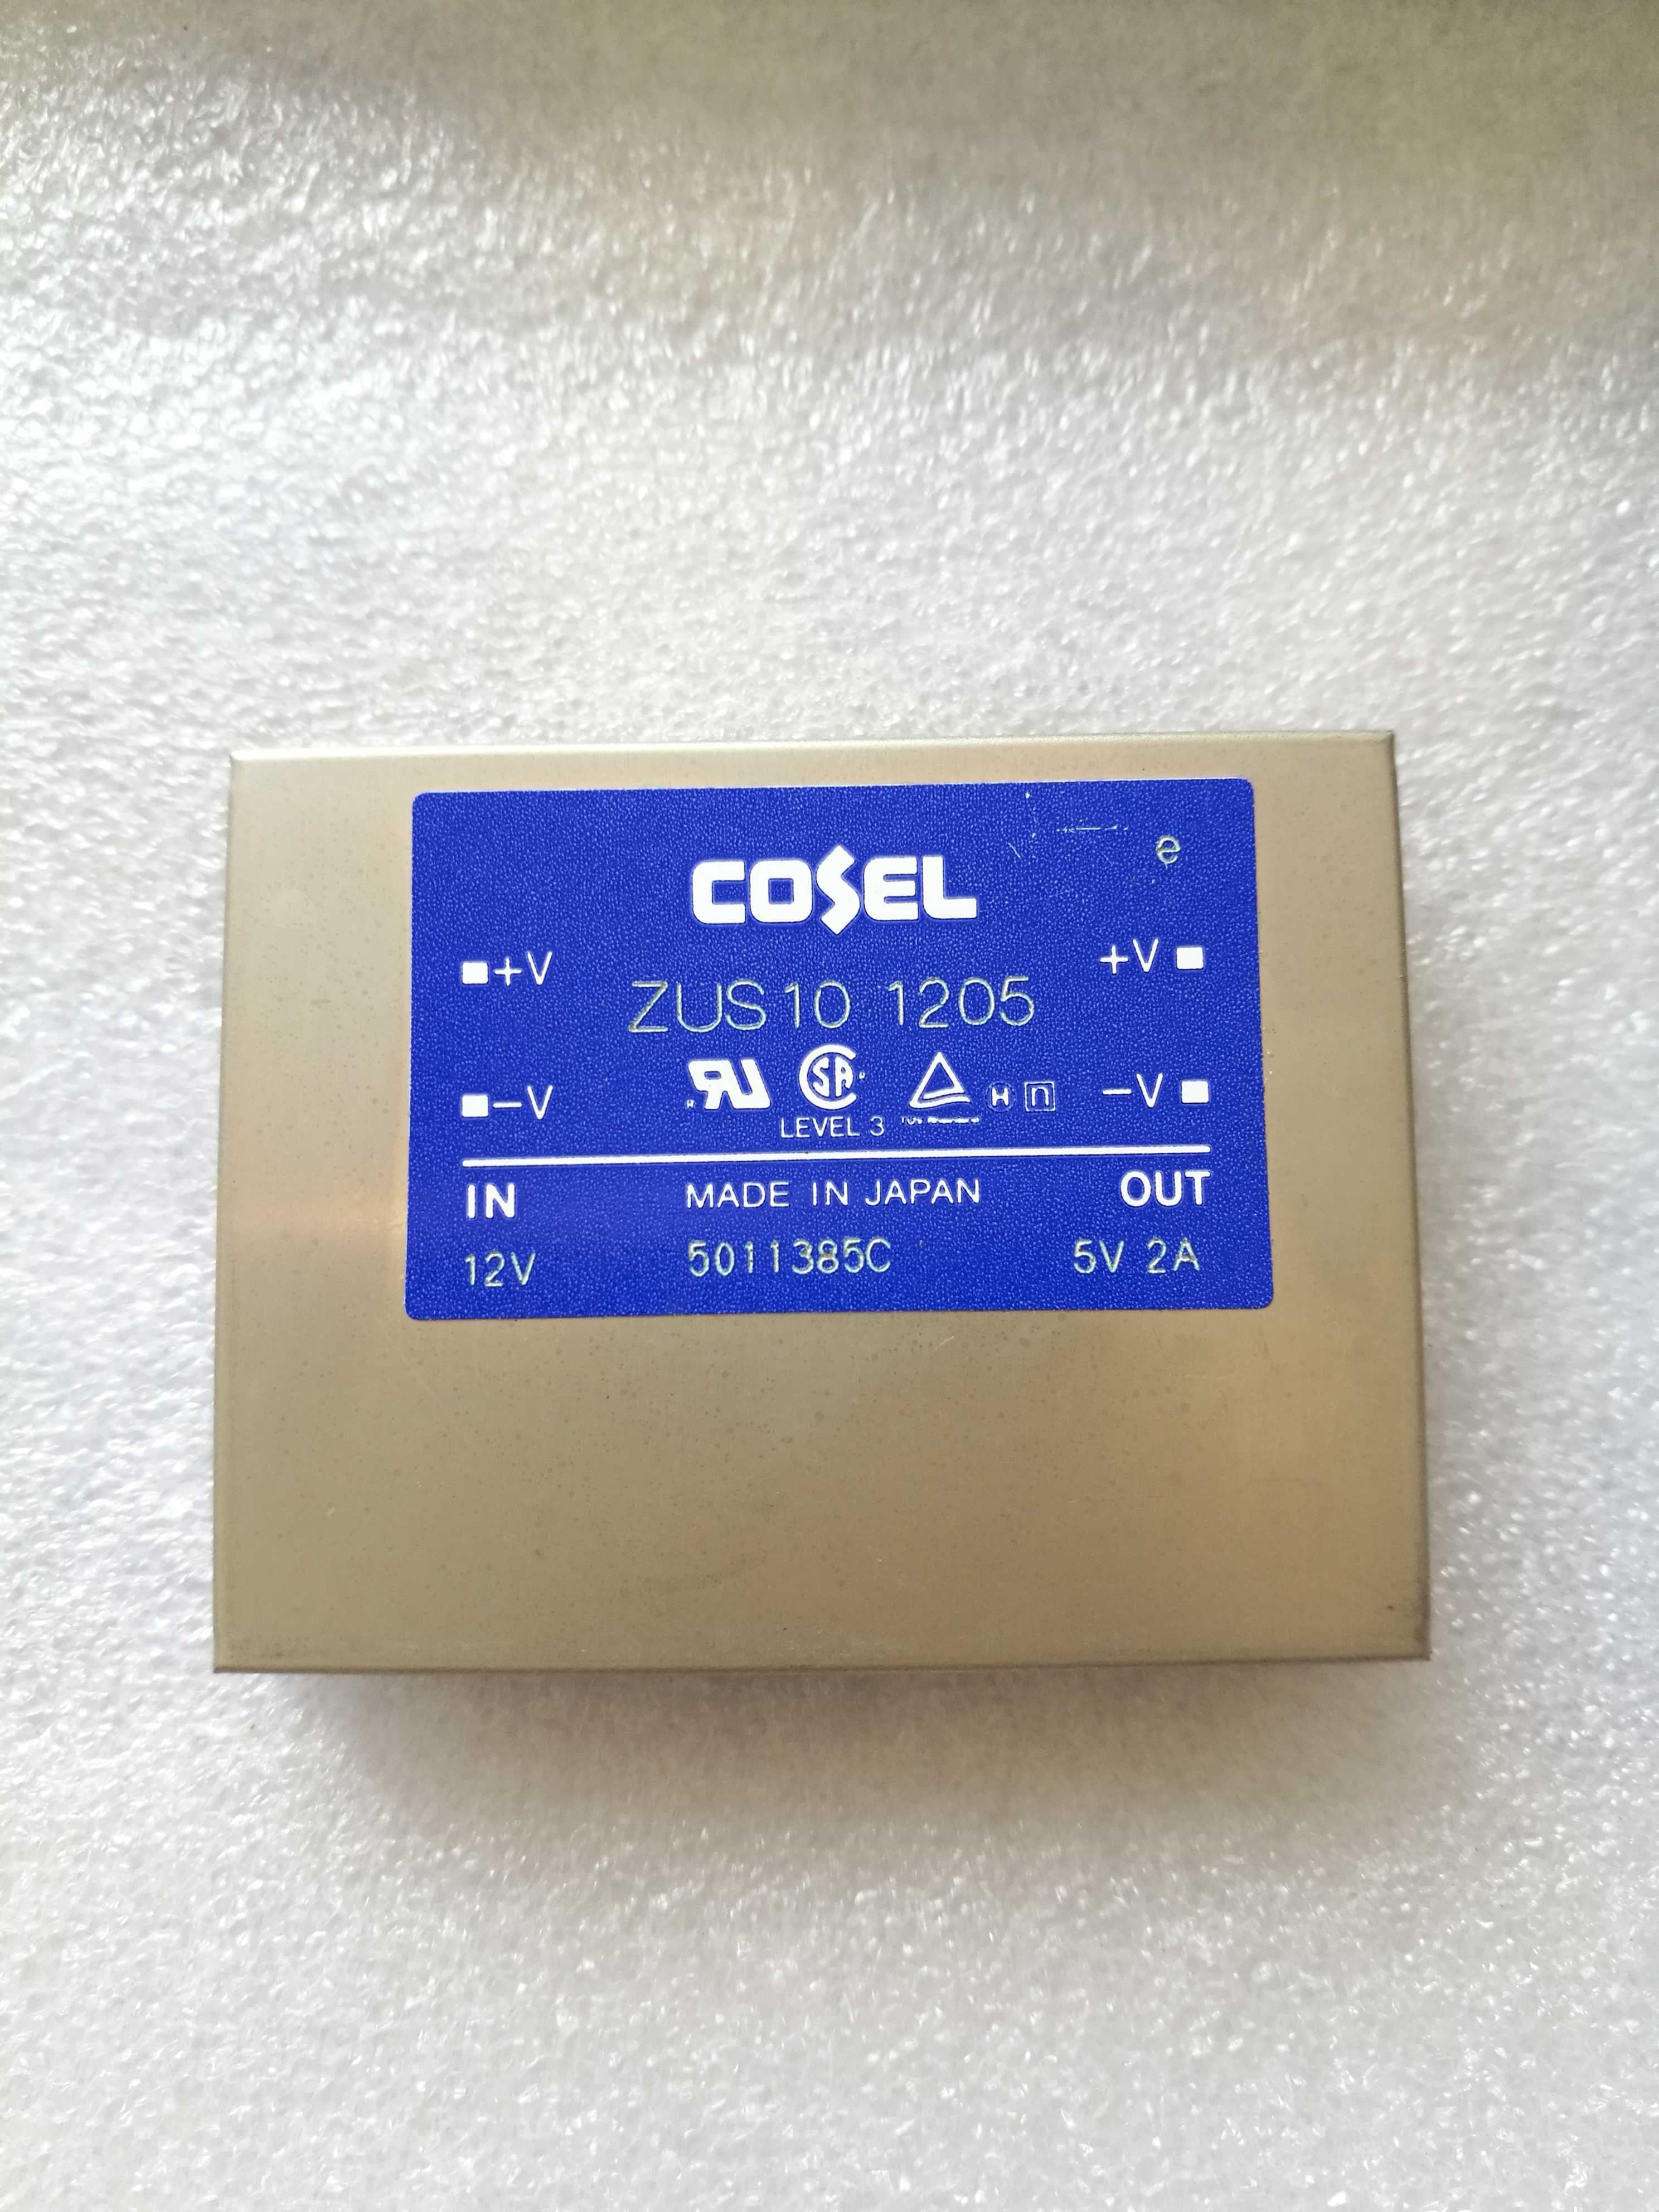 e
COSEL
+V +V
ZUS10 1205
-V -V
LEVEL 3
IN MADE IN JAPAN OUT
12V 5011385C 5V 2A